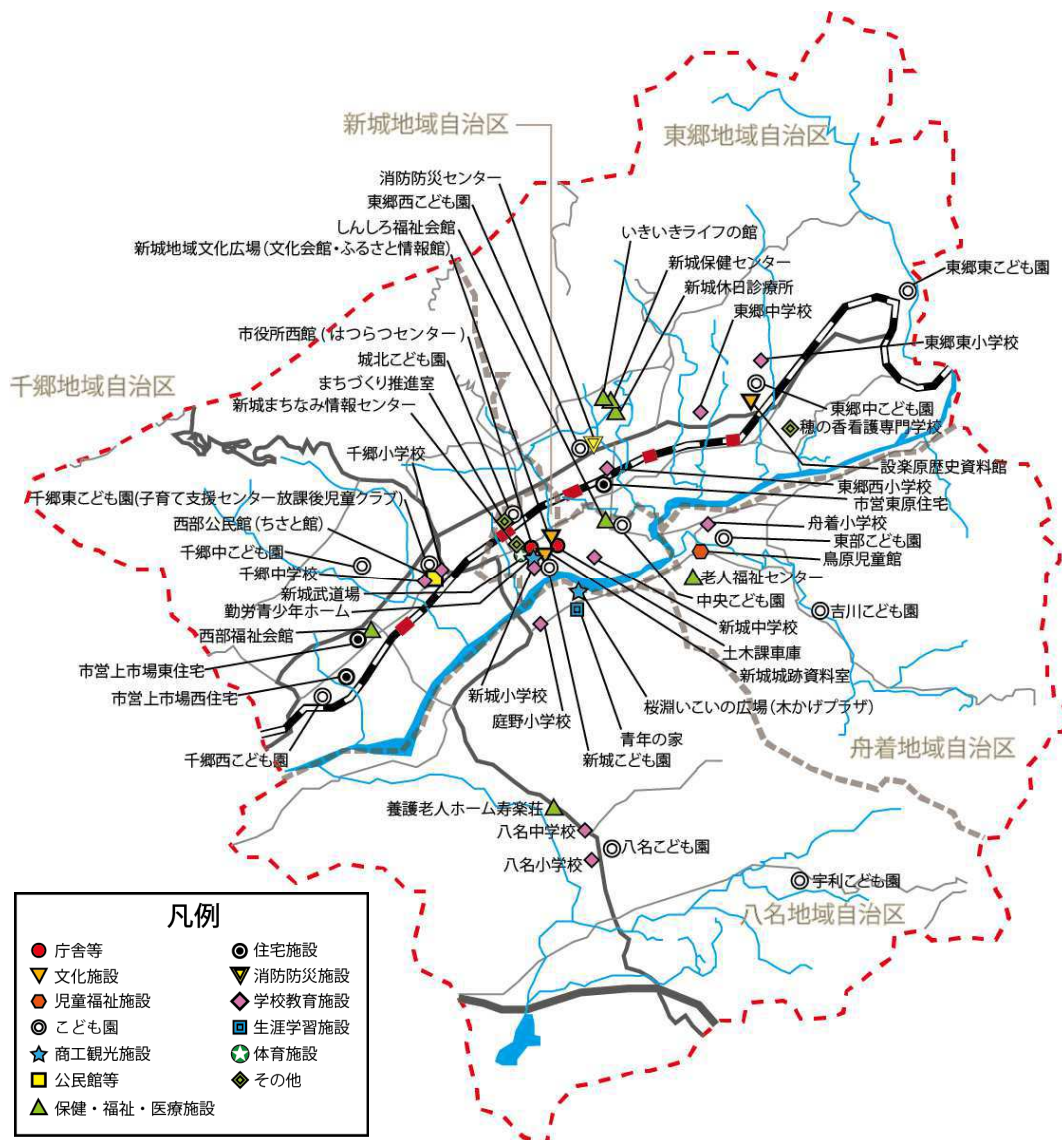 新城地域自治区
東郷地域自治区
消防防災センター
東郷西こども園
しんしろ福祉会館
新城地域文化広場(文化会館・ふるさと情報館)
いきいきライフの館
新城保健センター
新城休日診療所
東郷中学校
東郷東こども園
市役所西館(はつらつセンター)
城北こども園
まちづくり推進室
新城まちなみ情報センター
東郷東小学校
千郷地域自治区
東郷中こども園
穂の香看護専門学校
千郷小学校
設楽原歴史資料館
東郷西小学校
市営東原住宅
千郷東こども園(子育て支援センター放課後児童クラブ)
西部公民館(ちさと館)
舟着小学校
東部こども園
鳥原児童館
千郷中こども園
千郷中学校
新城武道場
勤労青少年ホーム
老人福祉センター
中央こども園
吉川こども園
西部福祉会館
新城中学校
土木課車庫
新城城跡資料室
市営上市場東住宅
市営上市場西住宅
新城小学校
桜淵いこいの広場(木かげプラザ)
庭野小学校
青年の家
千郷西こども園
新城こども園
舟着地域自治区
養護老人ホーム寿楽荘
八名中学校
八名こども園
八名小学校
宇利こども園
八名地域自治区
凡例
庁舎等
住宅施設
文化施設
消防防災施設
児童福祉施設
学校教育施設
こども園
生涯学習施設
商工観光施設
体育施設
公民館等
その他
保健・福祉・医療施設